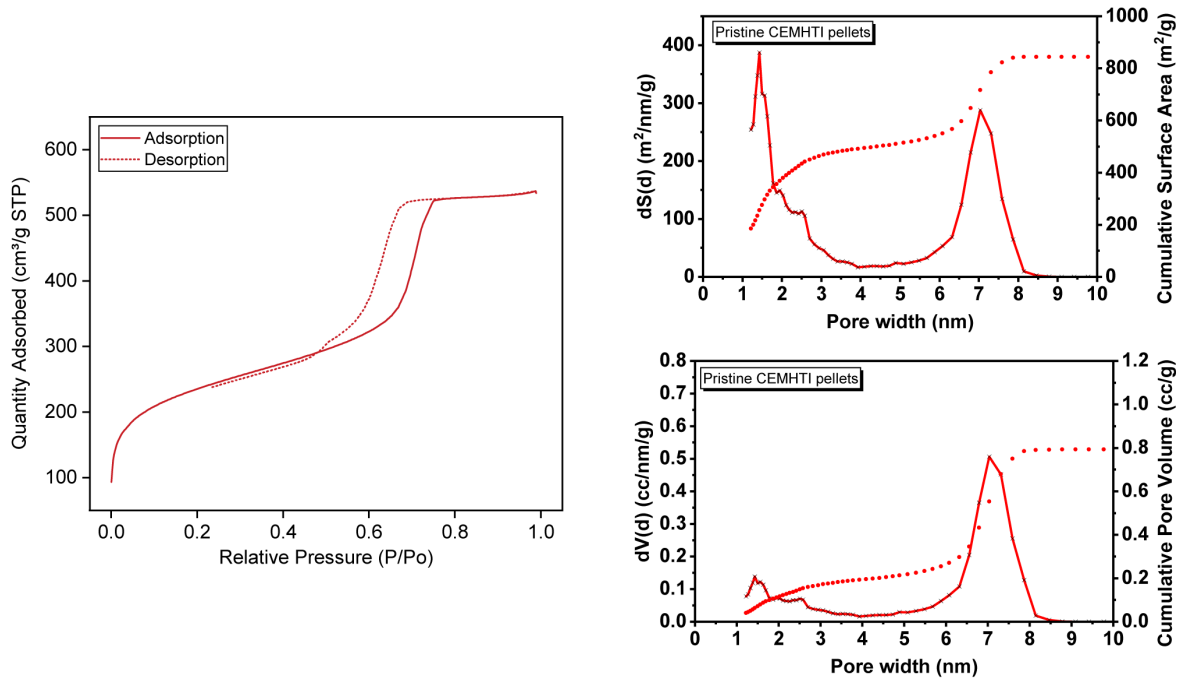 Adsorption
Desorption
Quantity Adsorbed (cm³/g STP)
600
500
400
300
200
100
0.0 0.2 0.4 0.6 0.8 1.0
Relative Pressure (P/Po)
Pristine CEMHTI pellets
dS(d) (m²/nm/g)
400
300
200
100
0
Cumulative Surface Area (m²/g)
1000
800
600
400
200
0
0 1 2 3 4 5 6 7 8 9 10
Pore width (nm)
Pristine CEMHTI pellets
dV(d) (cc/nm/g)
0.8
0.7
0.6
0.5
0.4
0.3
0.2
0.1
0.0
Cumulative Pore Volume (cc/g)
1.2
1.0
0.8
0.6
0.4
0.2
0.0
0 1 2 3 4 5 6 7 8 9 10
Pore width (nm)